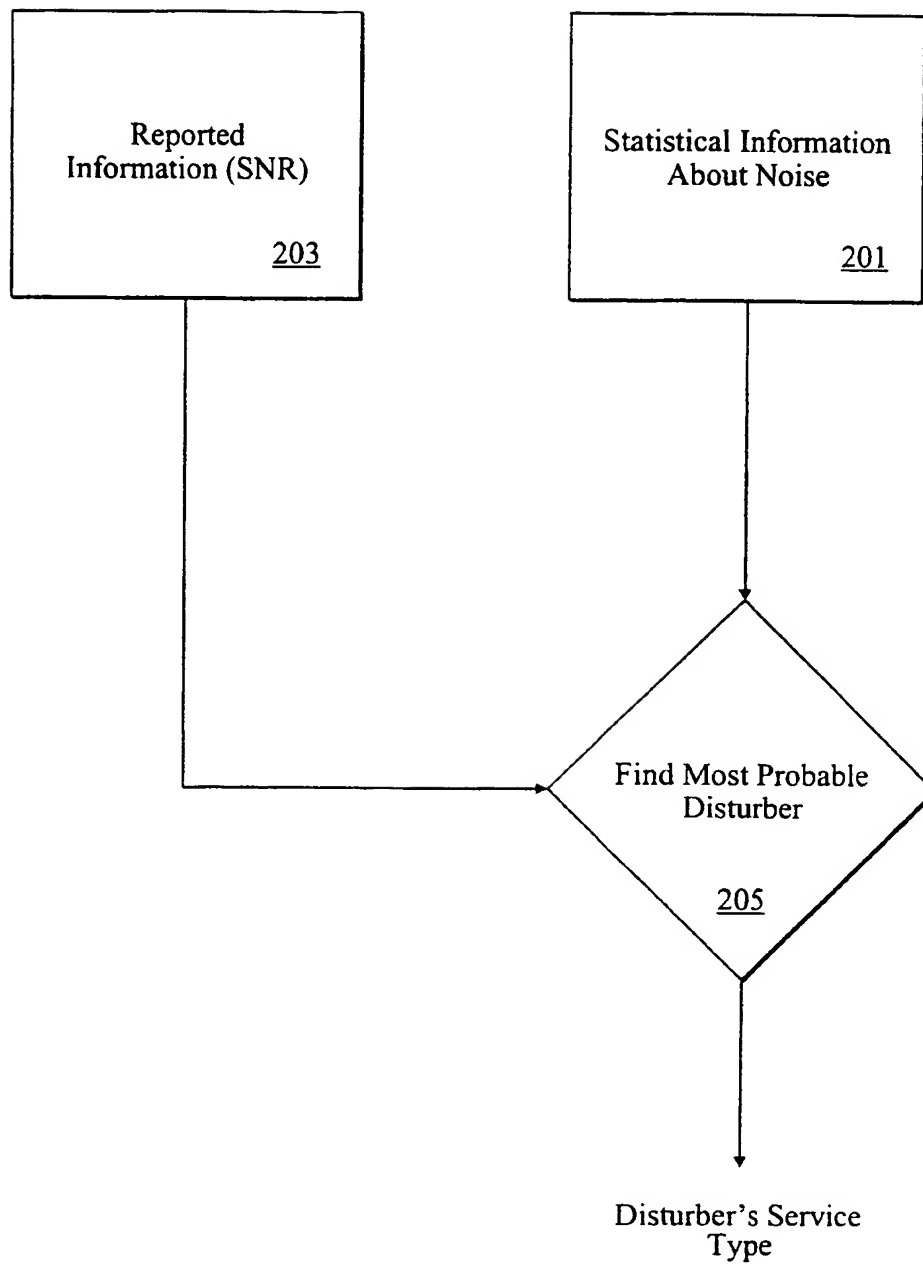 Reported
Information (SNR)
203
Statistical Information
About Noise
201
Find Most Probable
Disturber
205
Disturber's Service
Type